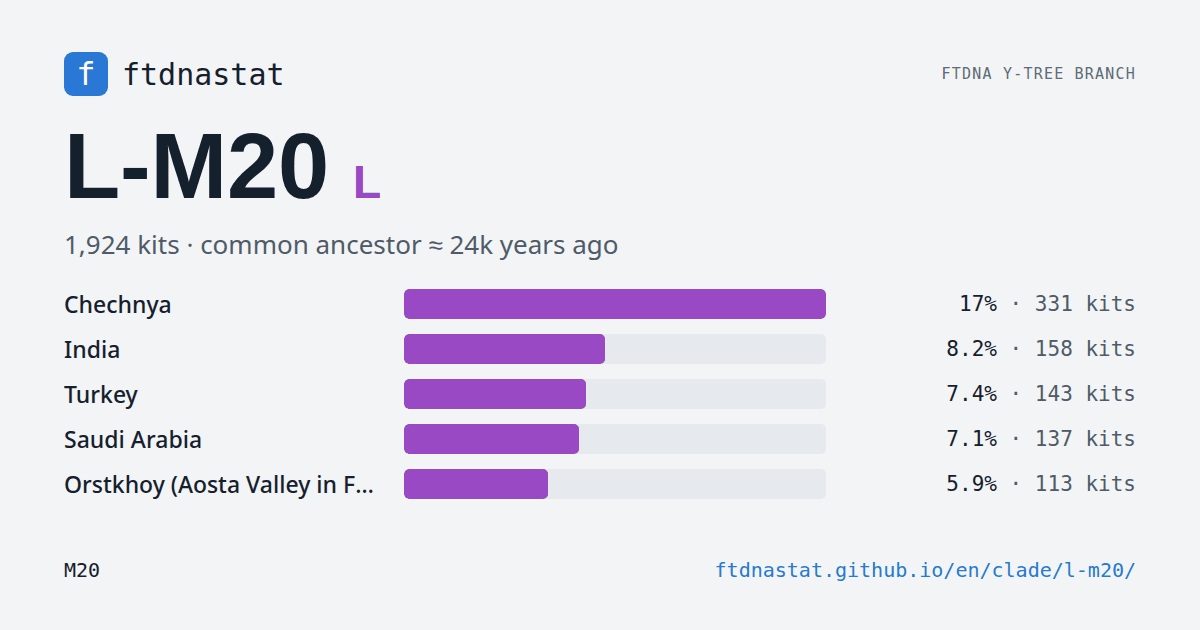 f ftdnastat
FTDNA Y-TREE BRANCH
L-M20 L
1,924 kits · common ancestor ≈ 24k years ago
Chechnya 17% · 331 kits
India 8.2% · 158 kits
Turkey 7.4% · 143 kits
Saudi Arabia 7.1% · 137 kits
Orstkhoy (Aosta Valley in F... 5.9% · 113 kits
M20
ftdnastat.github.io/en/clade/l-m20/